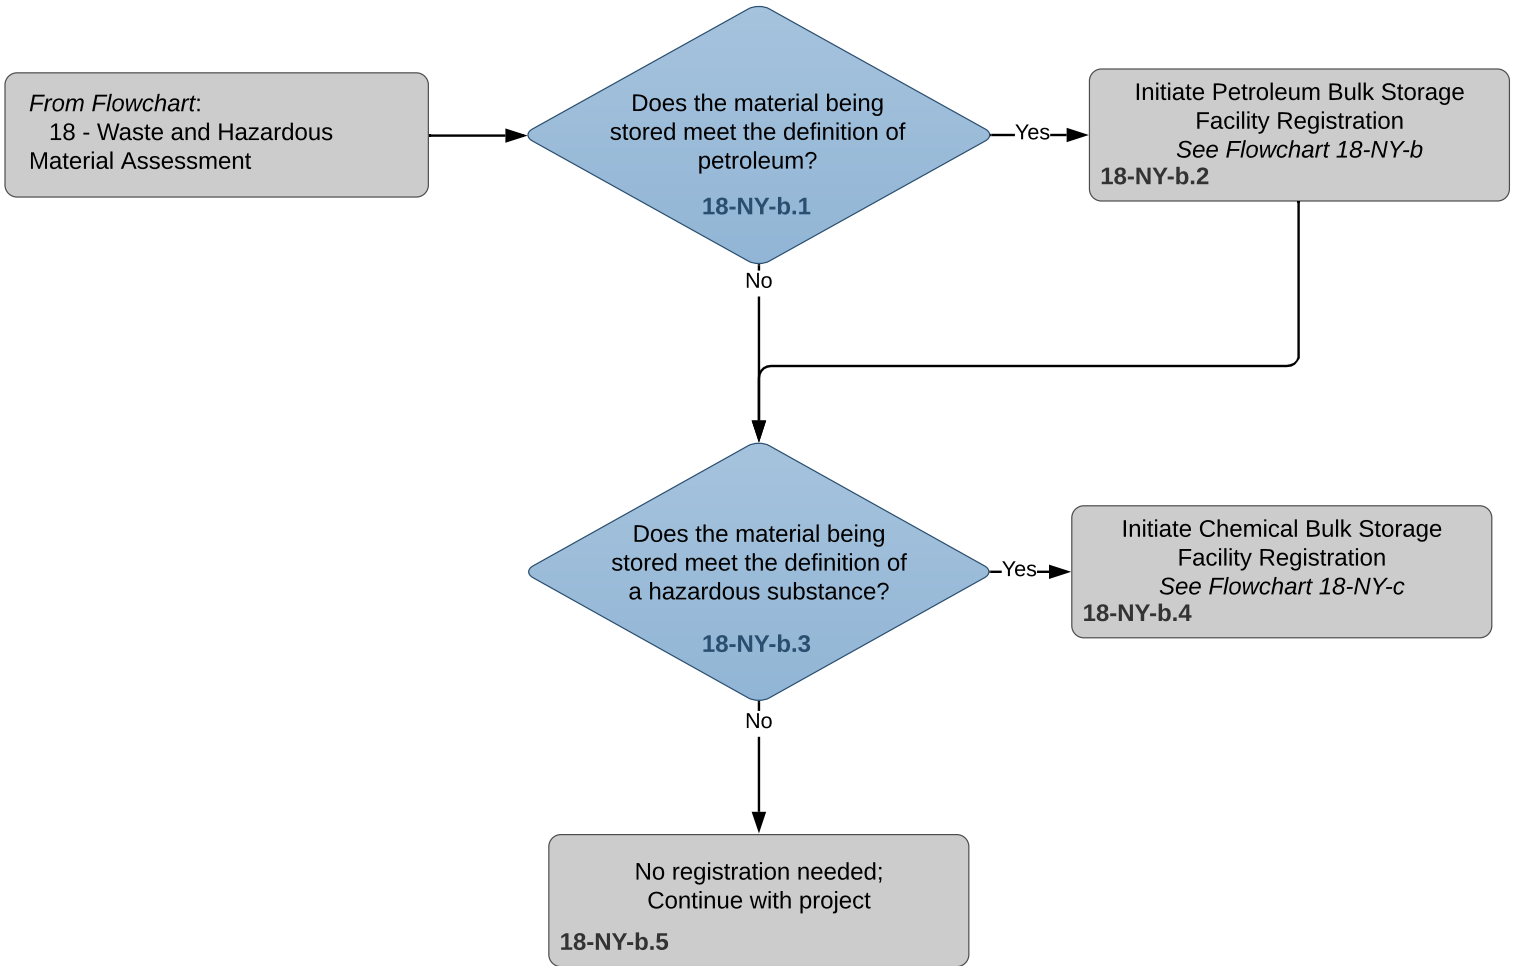 From Flowchart:
18 - Waste and Hazardous
Material Assessment
Does the material being
stored meet the definition of
petroleum?
18-NY-b.1
Yes
Initiate Petroleum Bulk Storage
Facility Registration
See Flowchart 18-NY-b
18-NY-b.2
No
Does the material being
stored meet the definition of
a hazardous substance?
18-NY-b.3
Yes
Initiate Chemical Bulk Storage
Facility Registration
See Flowchart 18-NY-c
18-NY-b.4
No
No registration needed;
Continue with project
18-NY-b.5